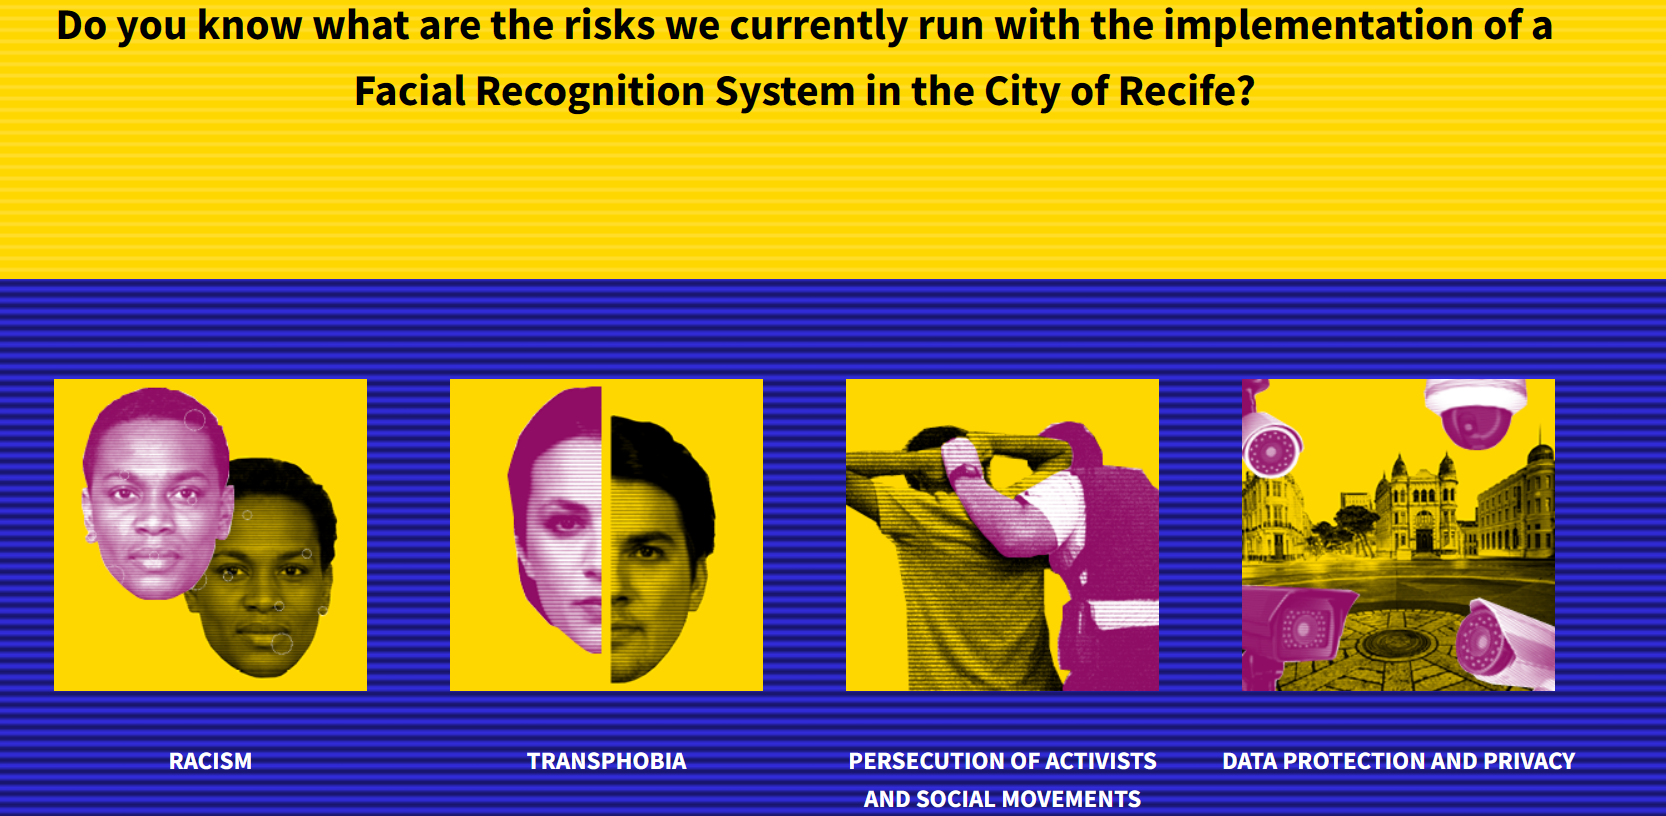 Do you know what are the risks we currently run with the implementation of a
Facial Recognition System in the City of Recife?
RACISM
TRANSPHOBIA
PERSECUTION OF ACTIVISTS
AND SOCIAL MOVEMENTS
DATA PROTECTION AND PRIVACY